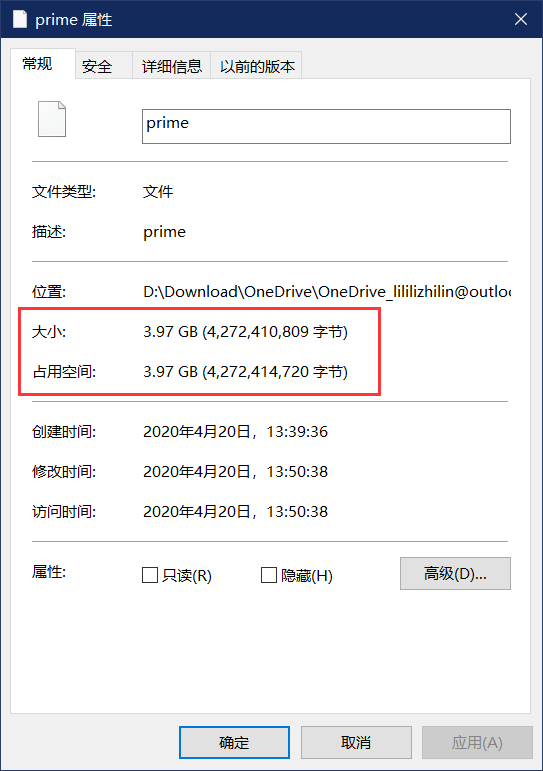 prime 属性
常规 安全 详细信息 以前的版本
prime
文件类型: 文件
描述: prime
位置: D:\Download\OneDrive\OneDrive_lililizhilin@outloo
大小: 3.97 GB (4,272,410,809 字节)
占用空间: 3.97 GB (4,272,414,720 字节)
创建时间: 2020年4月20日，13:39:36
修改时间: 2020年4月20日，13:50:38
访问时间: 2020年4月20日，13:50:38
属性: 只读(R) 隐藏(H) 高级(D)...
确定 取消 应用(A)